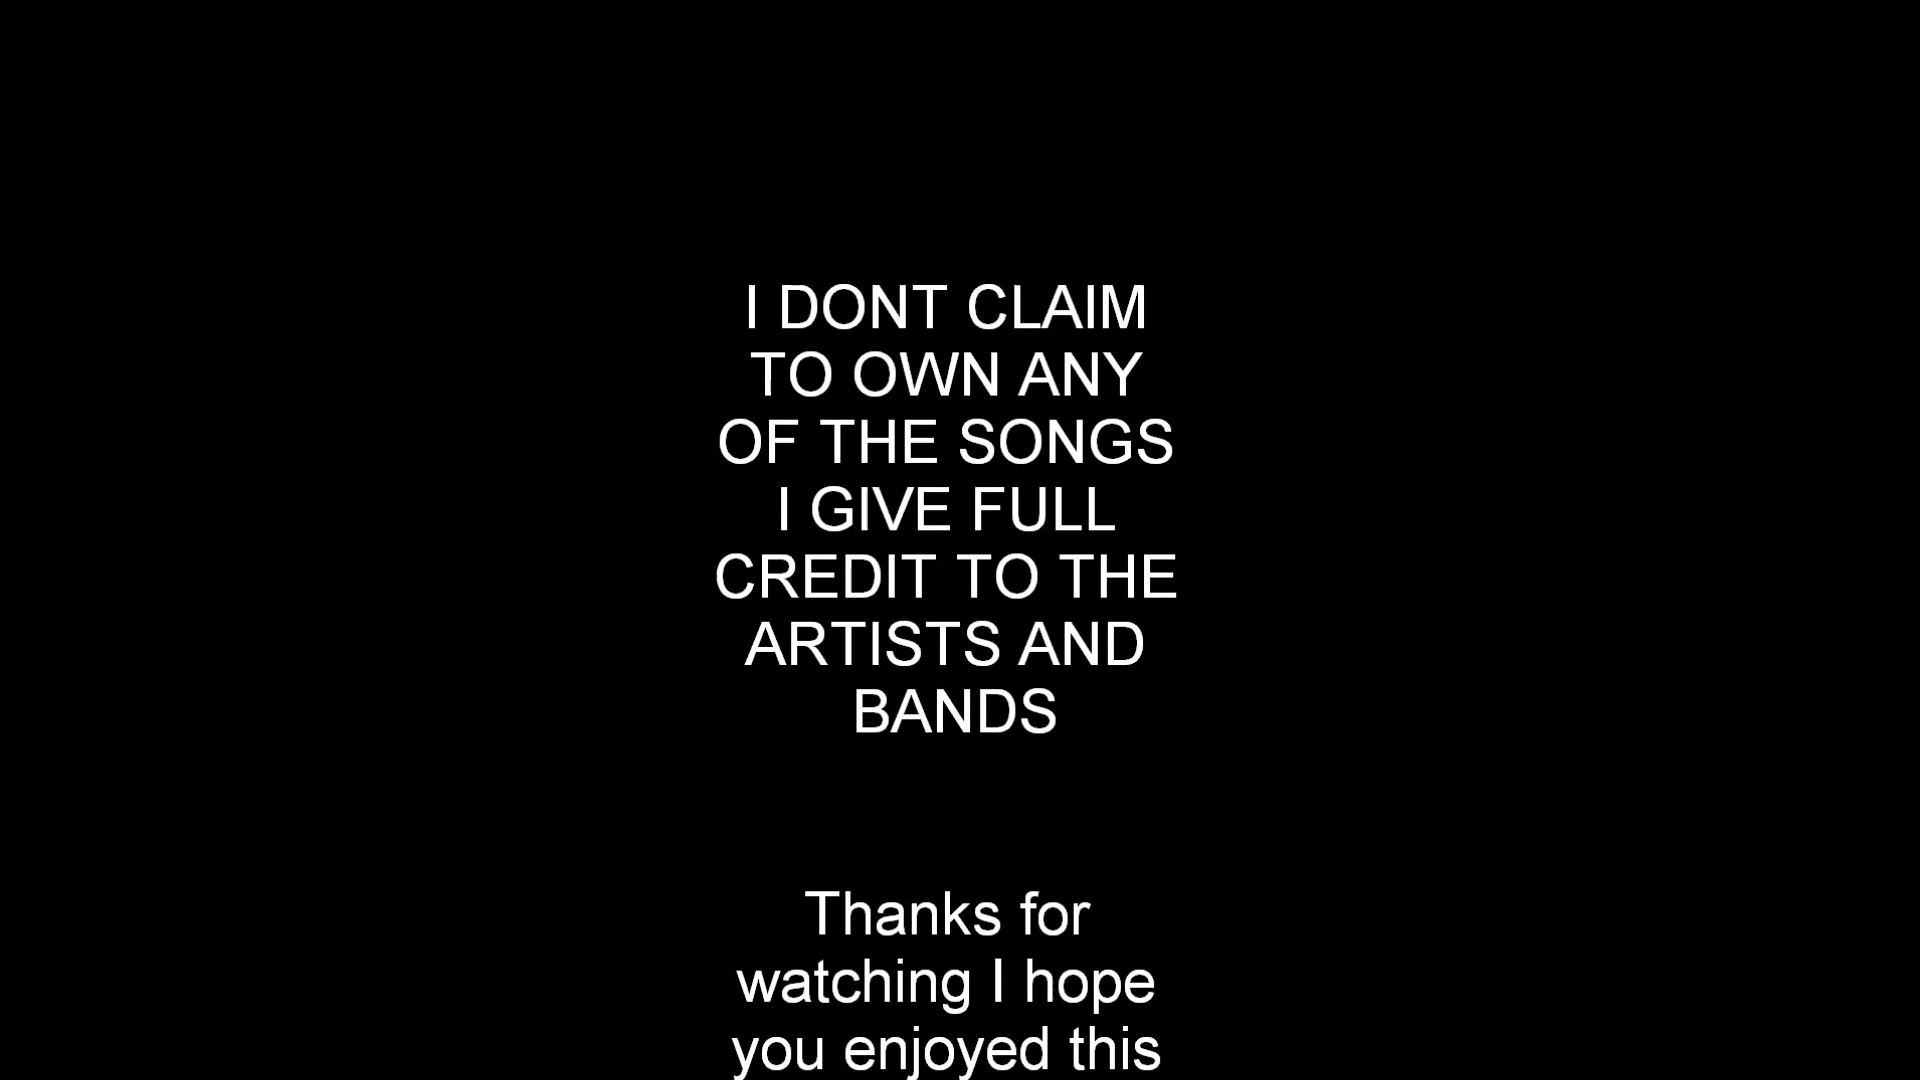 I DONT CLAIM
TO OWN ANY
OF THE SONGS
I GIVE FULL
CREDIT TO THE
ARTISTS AND
BANDS
Thanks for
watching I hope
you enjoyed this